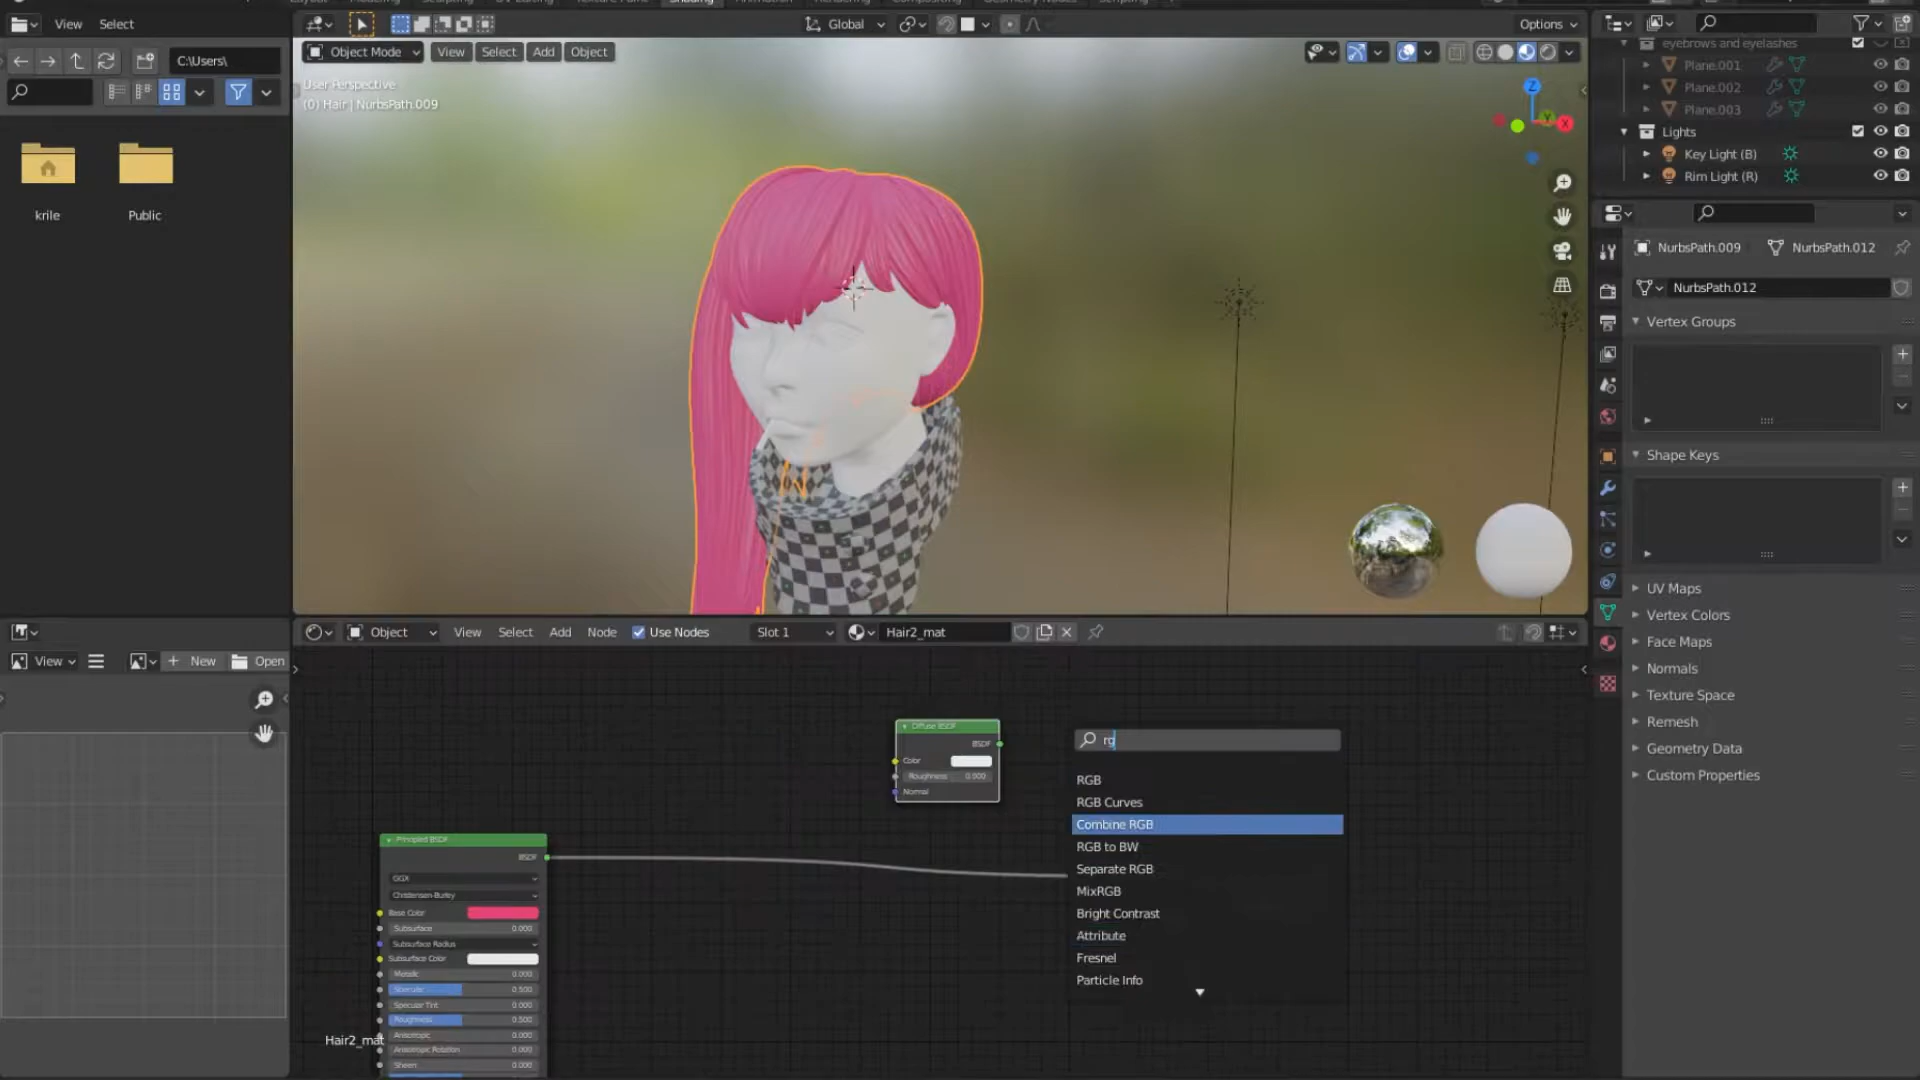 Shading
View
Select
C:\Users\
krile
Public
Global
Options
Object Mode
View
Select
Add
Object
User Perspective
(0) Hair | NurbsPath.009
Z
X
eyebrows and eyelashes
Plane.001
Plane.002
Plane.003
Lights
Key Light (B)
Rim Light (R)
NurbsPath.009
NurbsPath.012
NurbsPath.012
Vertex Groups
Shape Keys
UV Maps
Vertex Colors
Face Maps
Normals
Texture Space
Remesh
Geometry Data
Custom Properties
View
New
Open
Object
View
Select
Add
Node
Use Nodes
Slot 1
Hair2_mat
Diffuse BSDF
BSDF
Color
Roughness 0.000
Normal
rg
RGB
RGB Curves
Combine RGB
RGB to BW
Separate RGB
MixRGB
Bright Contrast
Attribute
Fresnel
Particle Info
Principled BSDF
BSDF
GGX
Christensen-Burley
Base Color
Subsurface 0.000
Subsurface Radius
Subsurface Color
Metallic 0.000
Specular 0.500
Specular Tint 0.000
Roughness 0.500
Anisotropic 0.000
Anisotropic Rotation 0.000
Sheen 0.000
Hair2_mat